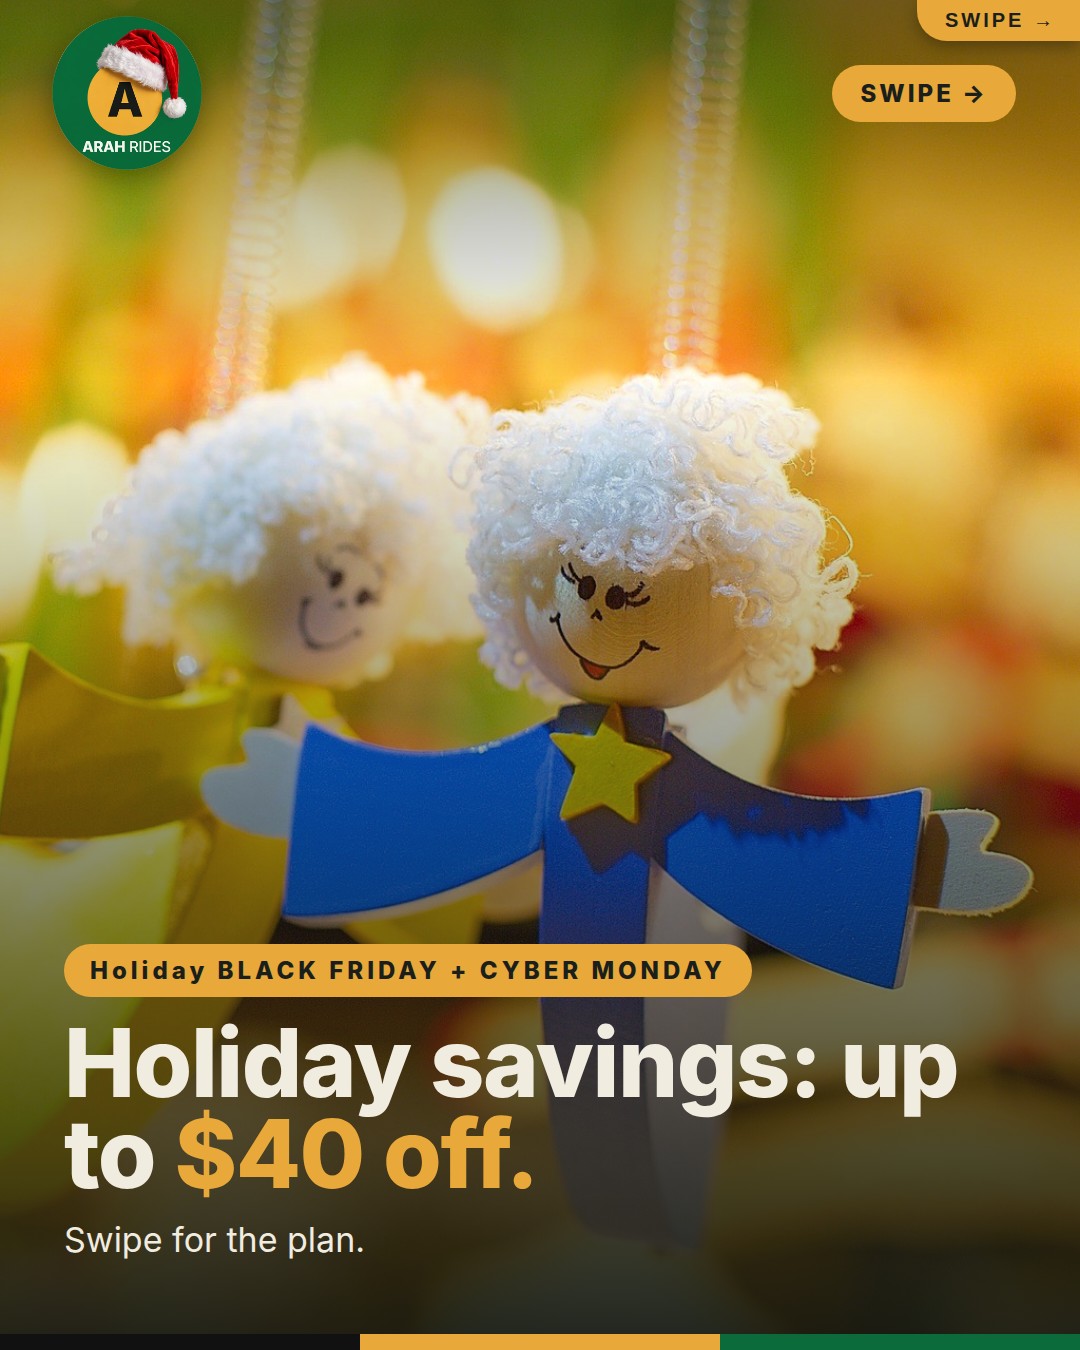 SWIPE →
SWIPE →
A
ARAH RIDES
Holiday BLACK FRIDAY + CYBER MONDAY
Holiday savings: up
to $40 off.
Swipe for the plan.